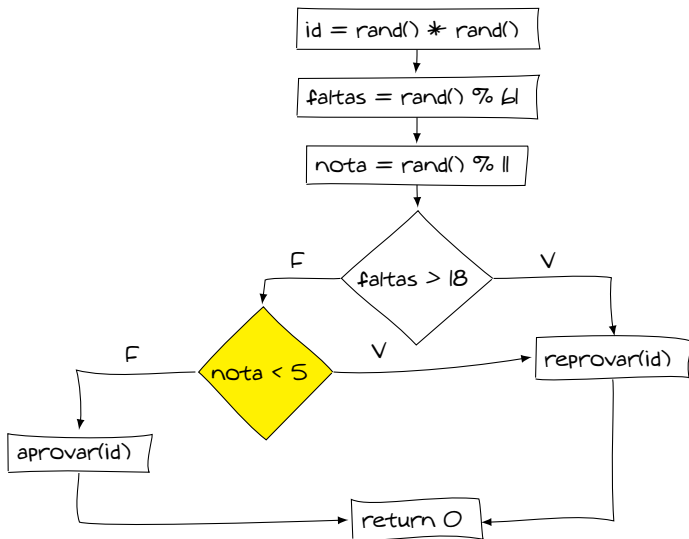 id = rand() * rand()
faltas = rand() % 61
nota = rand() % 11
faltas > 18
F
V
nota < 5
F
V
reprovar(id)
aprovar(id)
return 0